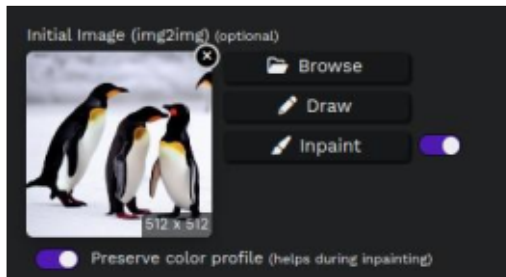 Initial Image (img2img) (optional)
Browse
Draw
Inpaint
512 x 512
Preserve color profile (helps during inpainting)